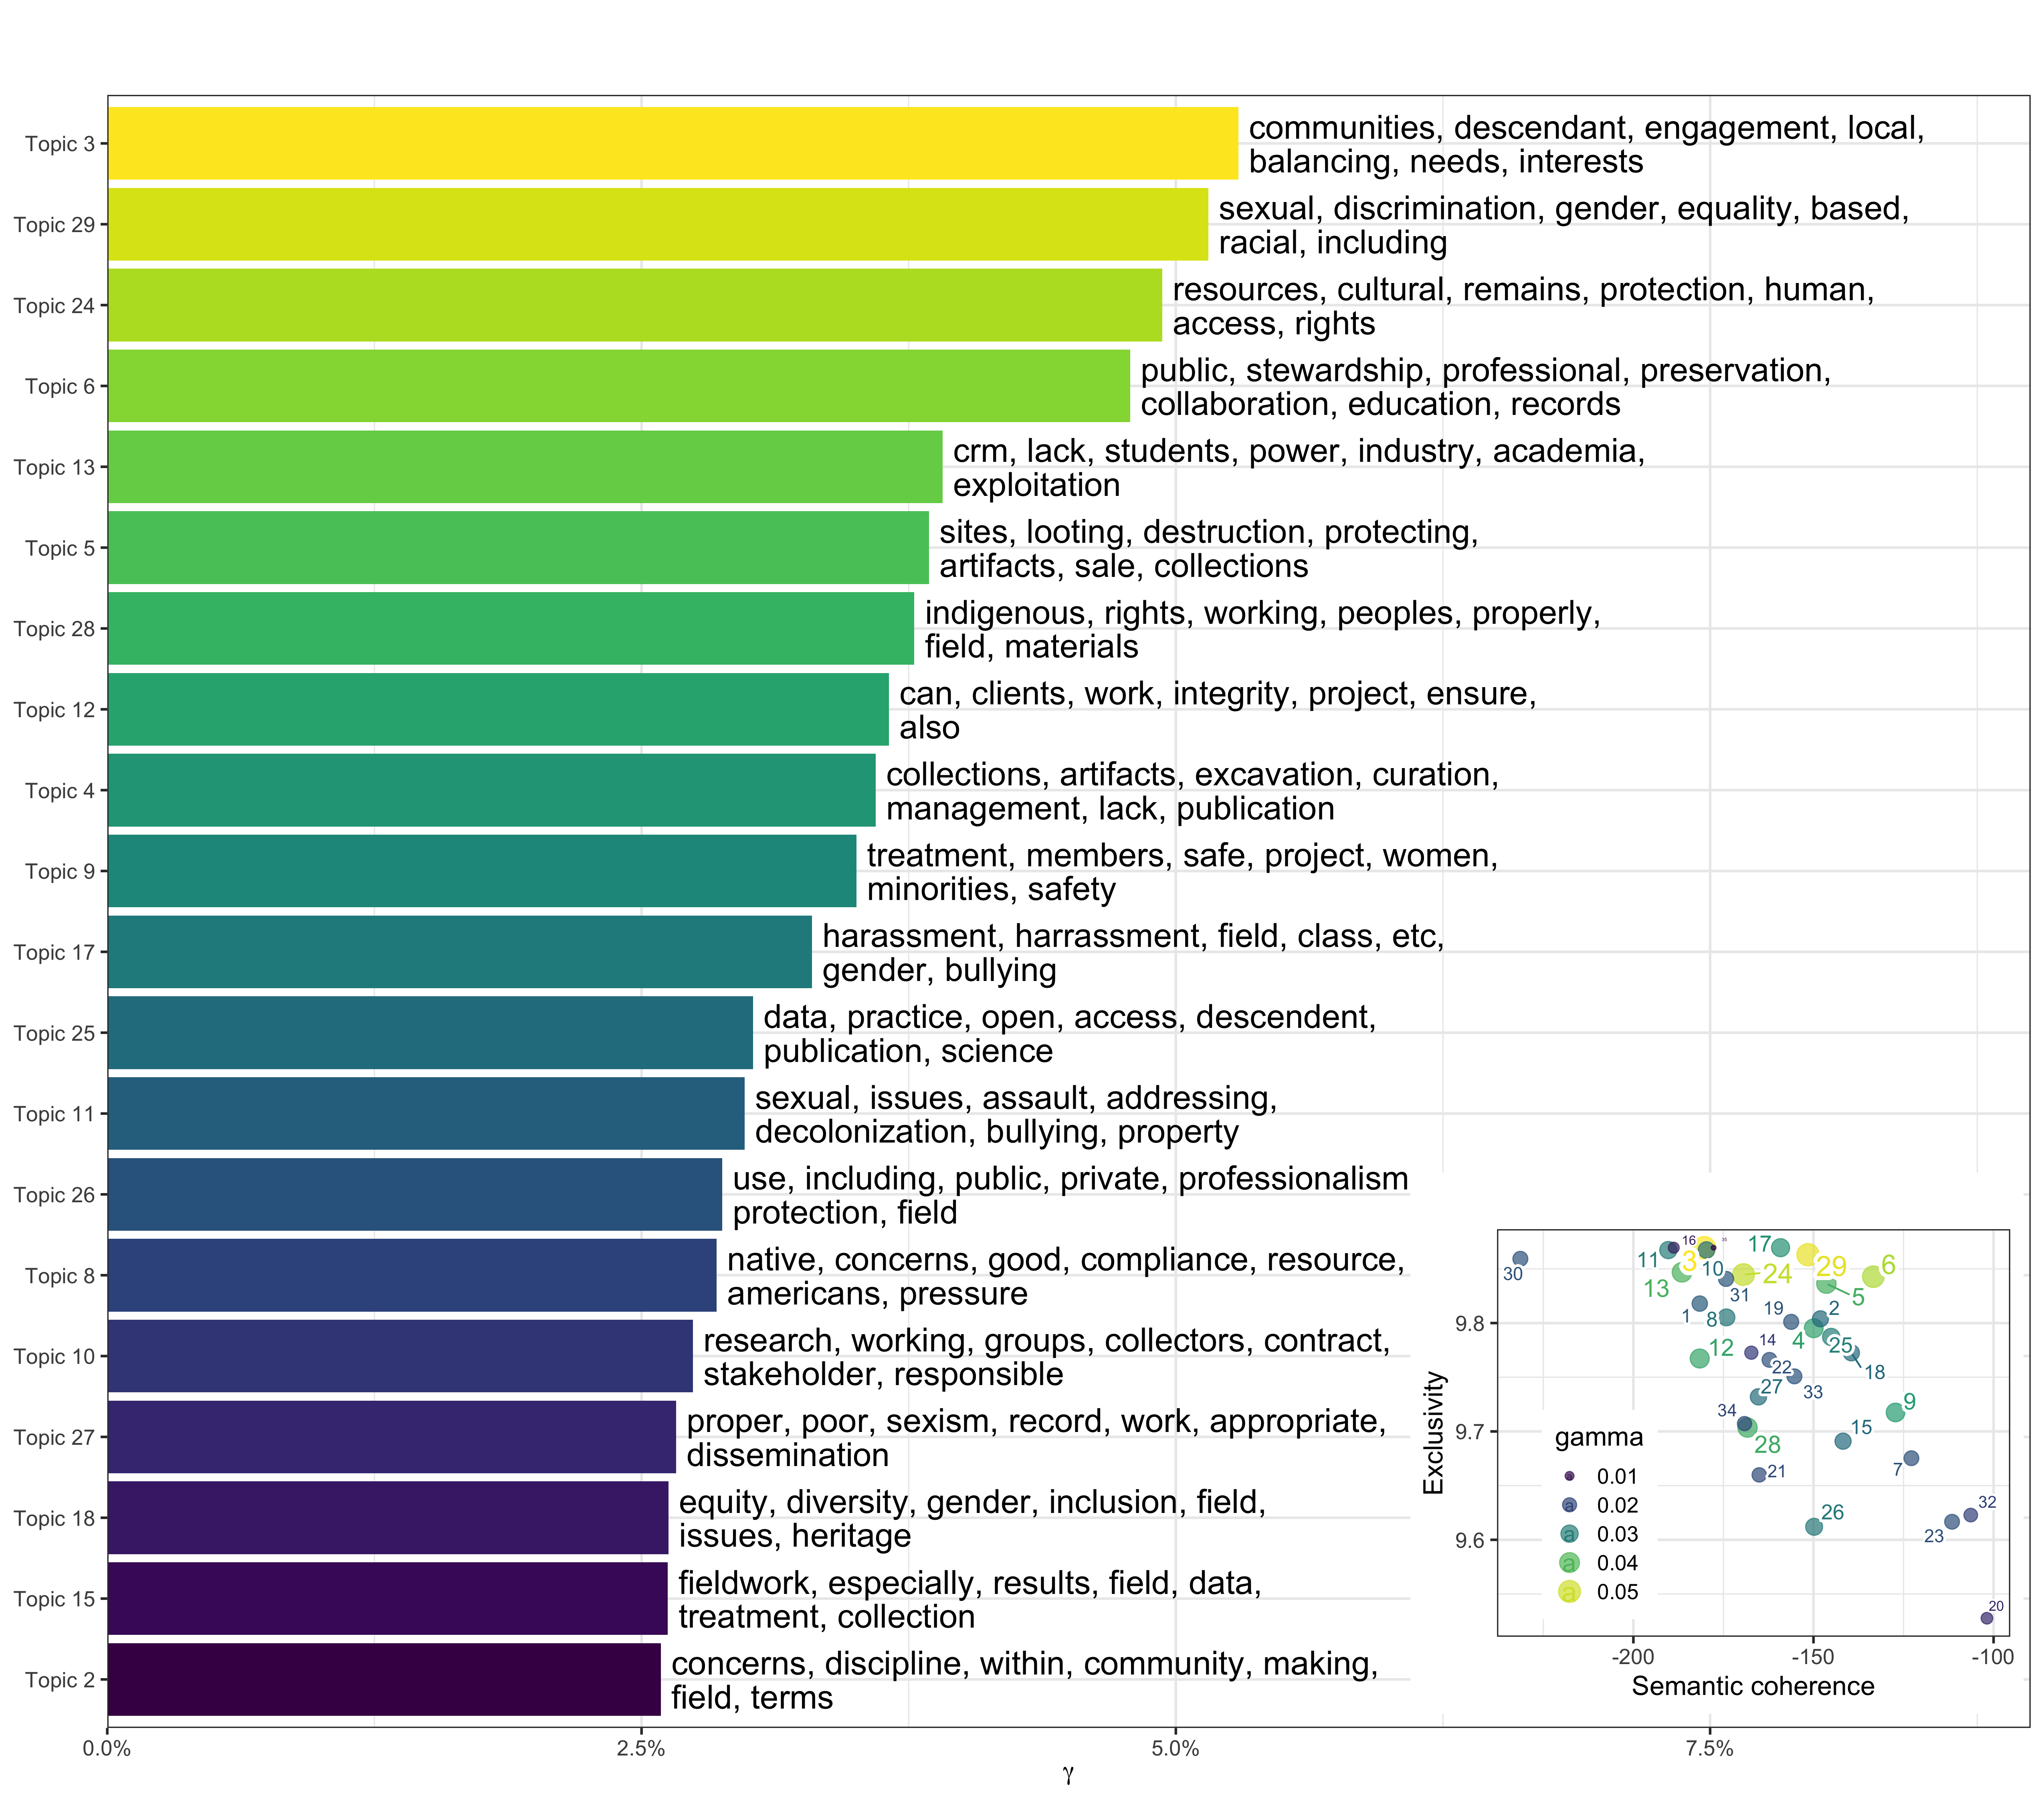 Topic 3
communities, descendant, engagement, local,
balancing, needs, interests
Topic 29
sexual, discrimination, gender, equality, based,
racial, including
Topic 24
resources, cultural, remains, protection, human,
access, rights
Topic 6
public, stewardship, professional, preservation,
collaboration, education, records
Topic 13
crm, lack, students, power, industry, academia,
exploitation
Topic 5
sites, looting, destruction, protecting,
artifacts, sale, collections
Topic 28
indigenous, rights, working, peoples, properly,
field, materials
Topic 12
can, clients, work, integrity, project, ensure,
also
Topic 4
collections, artifacts, excavation, curation,
management, lack, publication
Topic 9
treatment, members, safe, project, women,
minorities, safety
Topic 17
harassment, harrassment, field, class, etc,
gender, bullying
Topic 25
data, practice, open, access, descendent,
publication, science
Topic 11
sexual, issues, assault, addressing,
decolonization, bullying, property
Topic 26
use, including, public, private, professionalism
protection, field
Topic 8
native, concerns, good, compliance, resource,
americans, pressure
Topic 10
research, working, groups, collectors, contract,
stakeholder, responsible
Topic 27
proper, poor, sexism, record, work, appropriate,
dissemination
Topic 18
equity, diversity, gender, inclusion, field,
issues, heritage
Topic 15
fieldwork, especially, results, field, data,
treatment, collection
Topic 2
concerns, discipline, within, community, making,
field, terms
0.0% 2.5% 5.0% 7.5%
γ
Exclusivity
9.8
9.7
9.6
16 35 17
11 3 10 24 29 6
30 13 31 5
1 8 19 2
12 14 4 25
22 18
27 33 9
34 15
28 7
21
26 32
23
20
gamma
a 0.01
a 0.02
a 0.03
a 0.04
a 0.05
-200 -150 -100
Semantic coherence